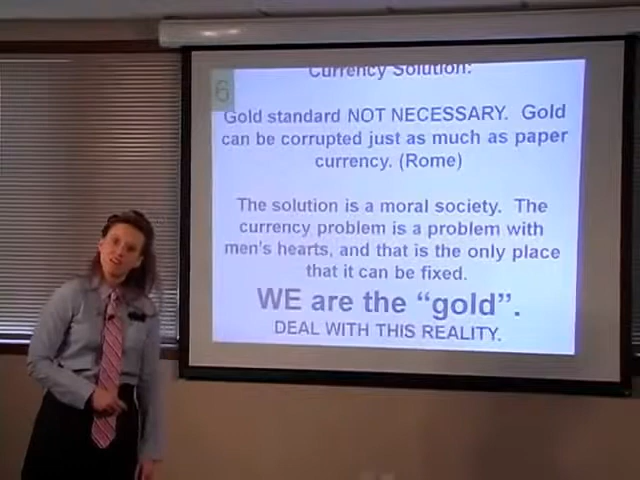 Currency Solution:
6
Gold standard NOT NECESSARY. Gold
can be corrupted just as much as paper
currency. (Rome)
The solution is a moral society. The
currency problem is a problem with
men's hearts, and that is the only place
that it can be fixed.
WE are the “gold”.
DEAL WITH THIS REALITY.